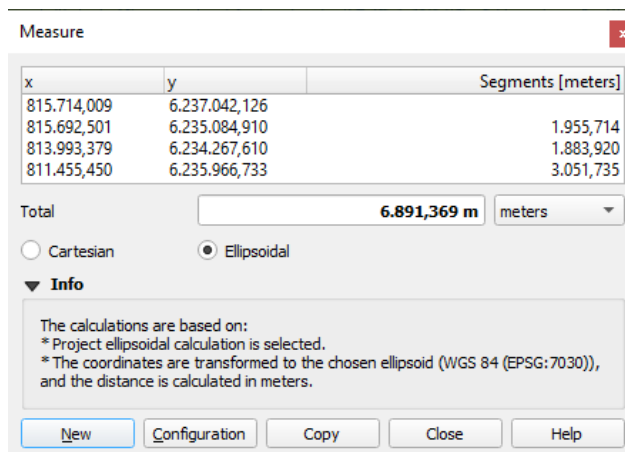 Measure
x y Segments [meters]
815.714,009 6.237.042,126
815.692,501 6.235.084,910 1.955,714
813.993,379 6.234.267,610 1.883,920
811.455,450 6.235.966,733 3.051,735
Total 6.891,369 m meters
Cartesian Ellipsoidal
Info
The calculations are based on:
* Project ellipsoidal calculation is selected.
* The coordinates are transformed to the chosen ellipsoid (WGS 84 (EPSG:7030)),
and the distance is calculated in meters.
New Configuration Copy Close Help